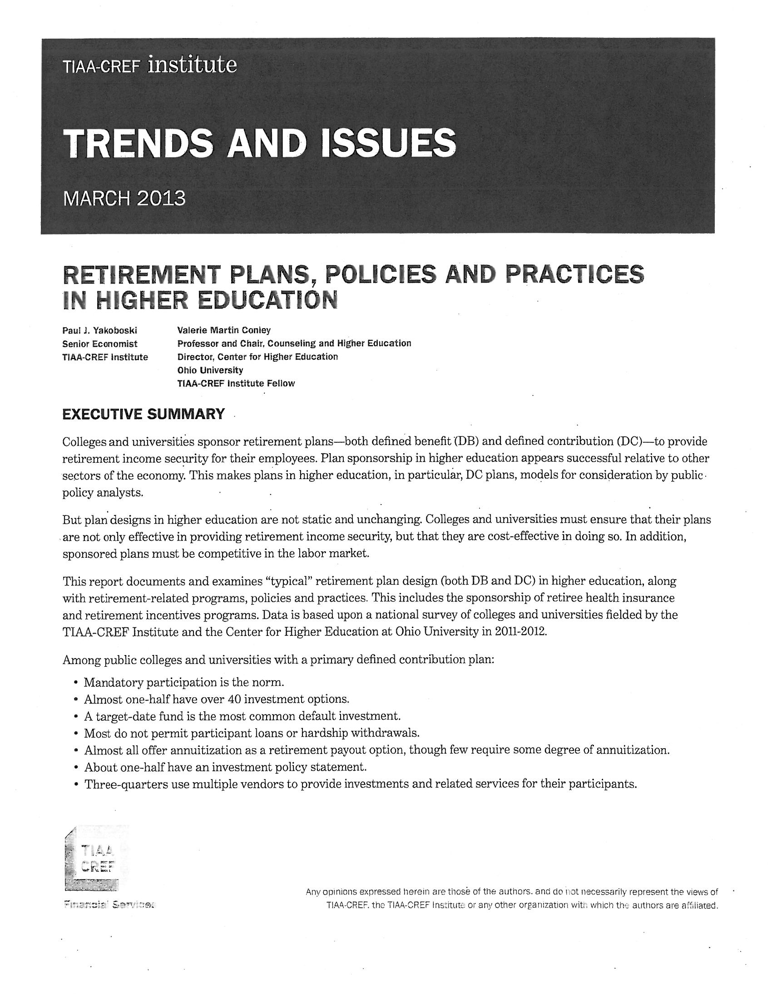 TIAA-CREF institute
TRENDS AND ISSUES
MARCH 2013
RETIREMENT PLANS, POLICIES AND PRACTICES
IN HIGHER EDUCATION
Paul J. Yakoboski
Senior Economist
TIAA-CREF Institute
Valerie Martin Conley
Professor and Chair, Counseling and Higher Education
Director, Center for Higher Education
Ohio University
TIAA-CREF Institute Fellow
EXECUTIVE SUMMARY
Colleges and universities sponsor retirement plans—both defined benefit (DB) and defined contribution (DC)—to provide
retirement income security for their employees. Plan sponsorship in higher education appears successful relative to other
sectors of the economy. This makes plans in higher education, in particular, DC plans, models for consideration by public
policy analysts.
But plan designs in higher education are not static and unchanging. Colleges and universities must ensure that their plans
are not only effective in providing retirement income security, but that they are cost-effective in doing so. In addition,
sponsored plans must be competitive in the labor market.
This report documents and examines “typical” retirement plan design (both DB and DC) in higher education, along
with retirement-related programs, policies and practices. This includes the sponsorship of retiree health insurance
and retirement incentives programs. Data is based upon a national survey of colleges and universities fielded by the
TIAA-CREF Institute and the Center for Higher Education at Ohio University in 2011-2012.
Among public colleges and universities with a primary defined contribution plan:
• Mandatory participation is the norm.
• Almost one-half have over 40 investment options.
• A target-date fund is the most common default investment.
• Most do not permit participant loans or hardship withdrawals.
• Almost all offer annuitization as a retirement payout option, though few require some degree of annuitization.
• About one-half have an investment policy statement.
• Three-quarters use multiple vendors to provide investments and related services for their participants.
TIAA
CREF
Financial Services
Any opinions expressed herein are those of the authors, and do not necessarily represent the views of
TIAA-CREF, the TIAA-CREF Institute or any other organization with which the authors are affiliated.